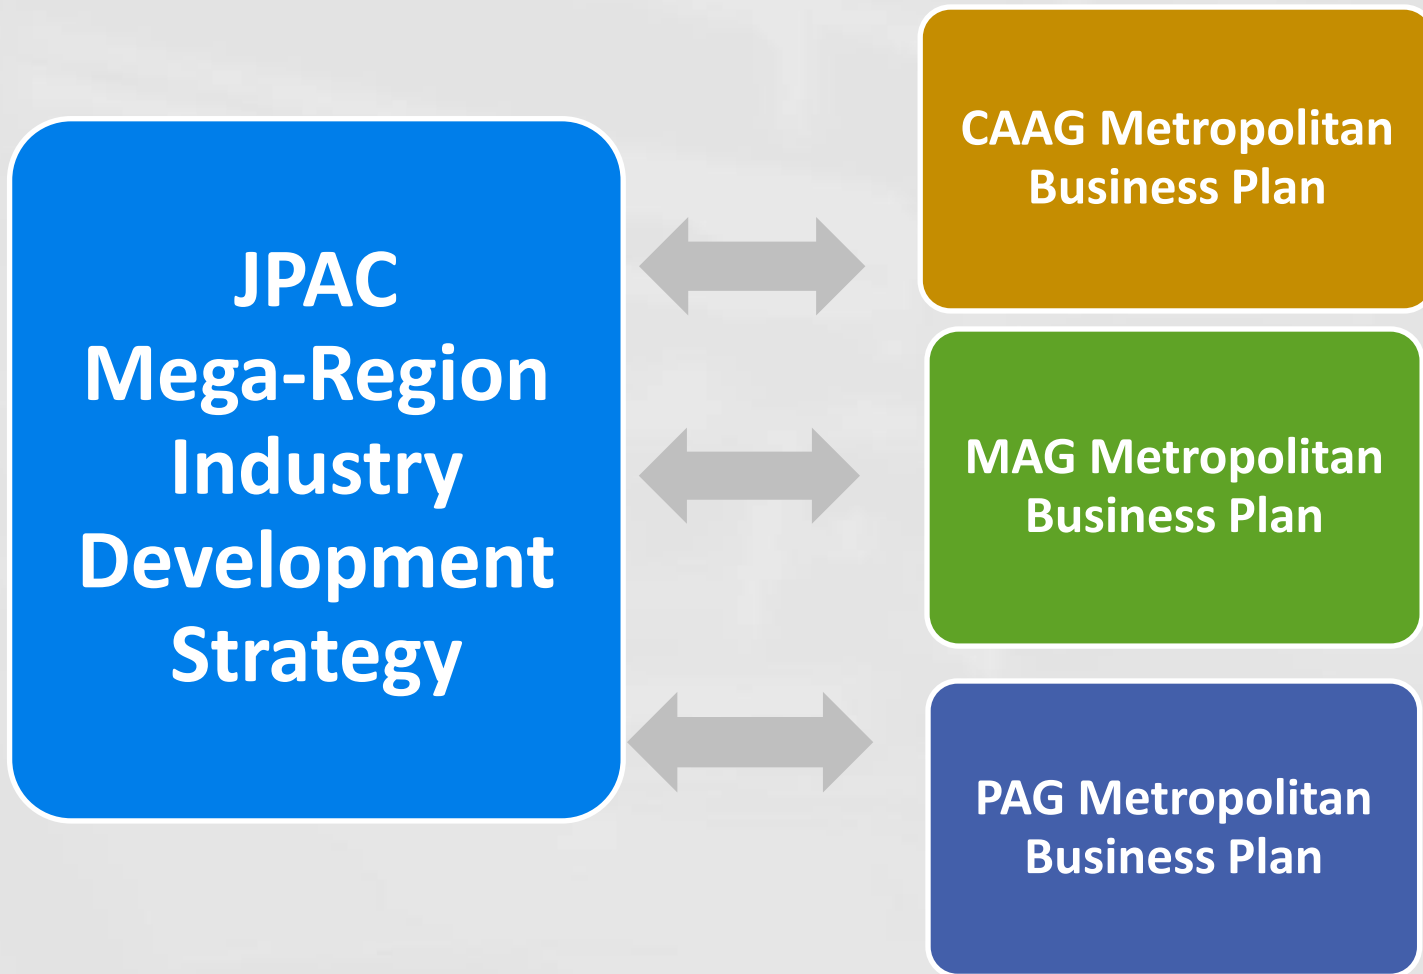 JPAC
Mega-Region
Industry
Development
Strategy
CAAG Metropolitan
Business Plan
MAG Metropolitan
Business Plan
PAG Metropolitan
Business Plan